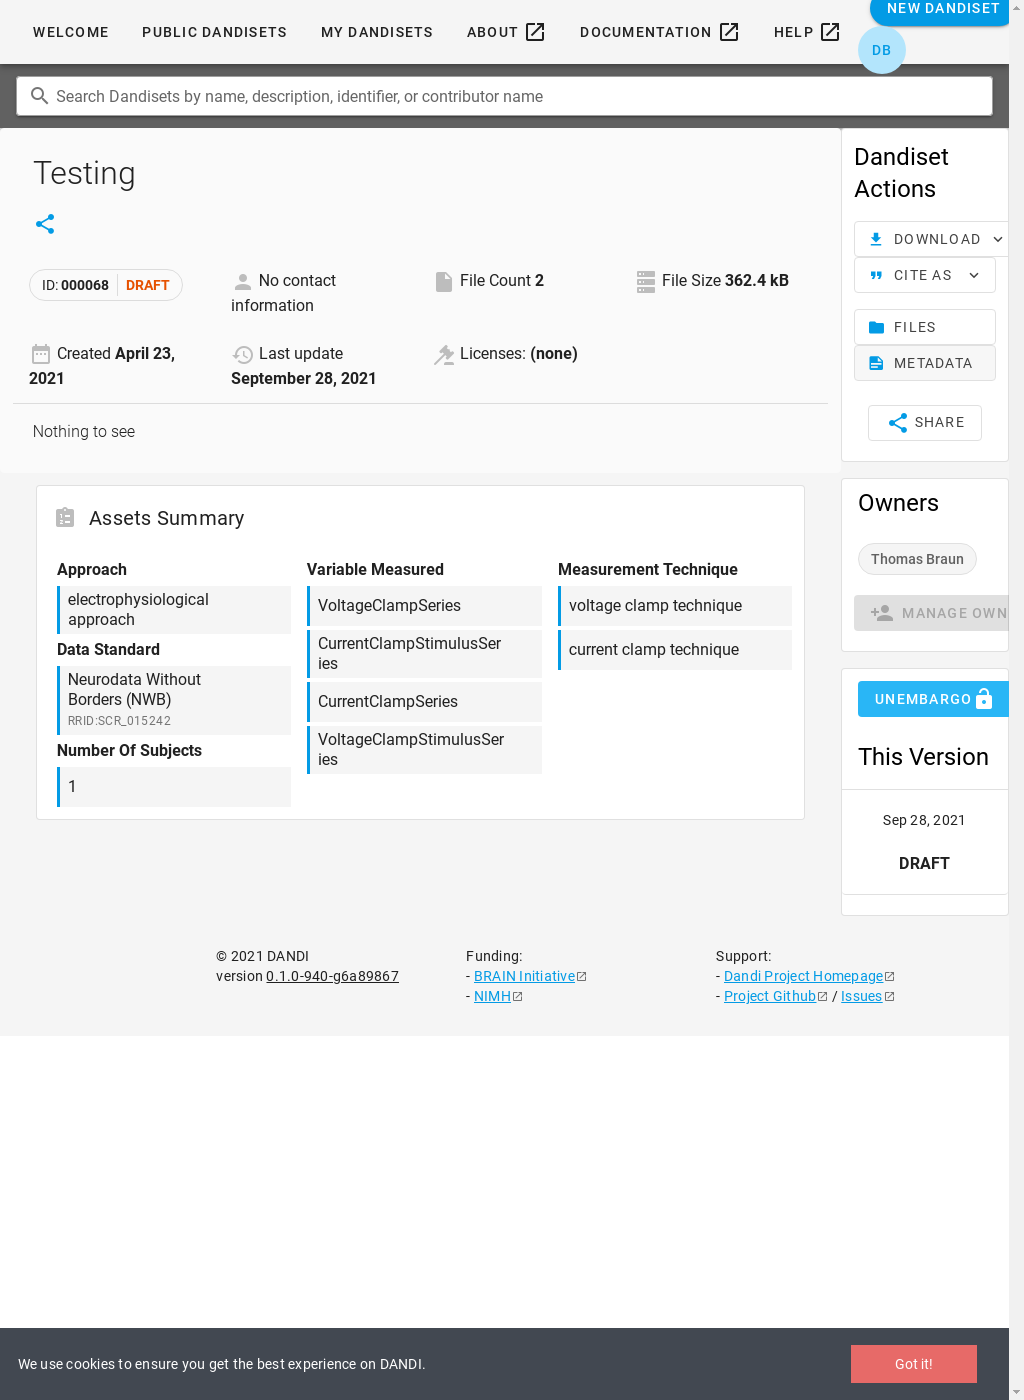 WELCOME
PUBLIC DANDISETS
MY DANDISETS
ABOUT
DOCUMENTATION
HELP
NEW DANDISET
DB
Search Dandisets by name, description, identifier, or contributor name
Testing
ID: 000068 DRAFT
No contact
information
File Count 2
File Size 362.4 kB
Created April 23,
2021
Last update
September 28, 2021
Licenses: (none)
Nothing to see
Assets Summary
Approach
electrophysiological
approach
Data Standard
Neurodata Without
Borders (NWB)
RRID:SCR_015242
Number Of Subjects
1
Variable Measured
VoltageClampSeries
CurrentClampStimulusSer
ies
CurrentClampSeries
VoltageClampStimulusSer
ies
Measurement Technique
voltage clamp technique
current clamp technique
Dandiset
Actions
DOWNLOAD
CITE AS
FILES
METADATA
SHARE
Owners
Thomas Braun
MANAGE OWN
UNEMBARGO
This Version
Sep 28, 2021
DRAFT
© 2021 DANDI
version 0.1.0-940-g6a89867
Funding:
- BRAIN Initiative
- NIMH
Support:
- Dandi Project Homepage
- Project Github / Issues
We use cookies to ensure you get the best experience on DANDI.
Got it!